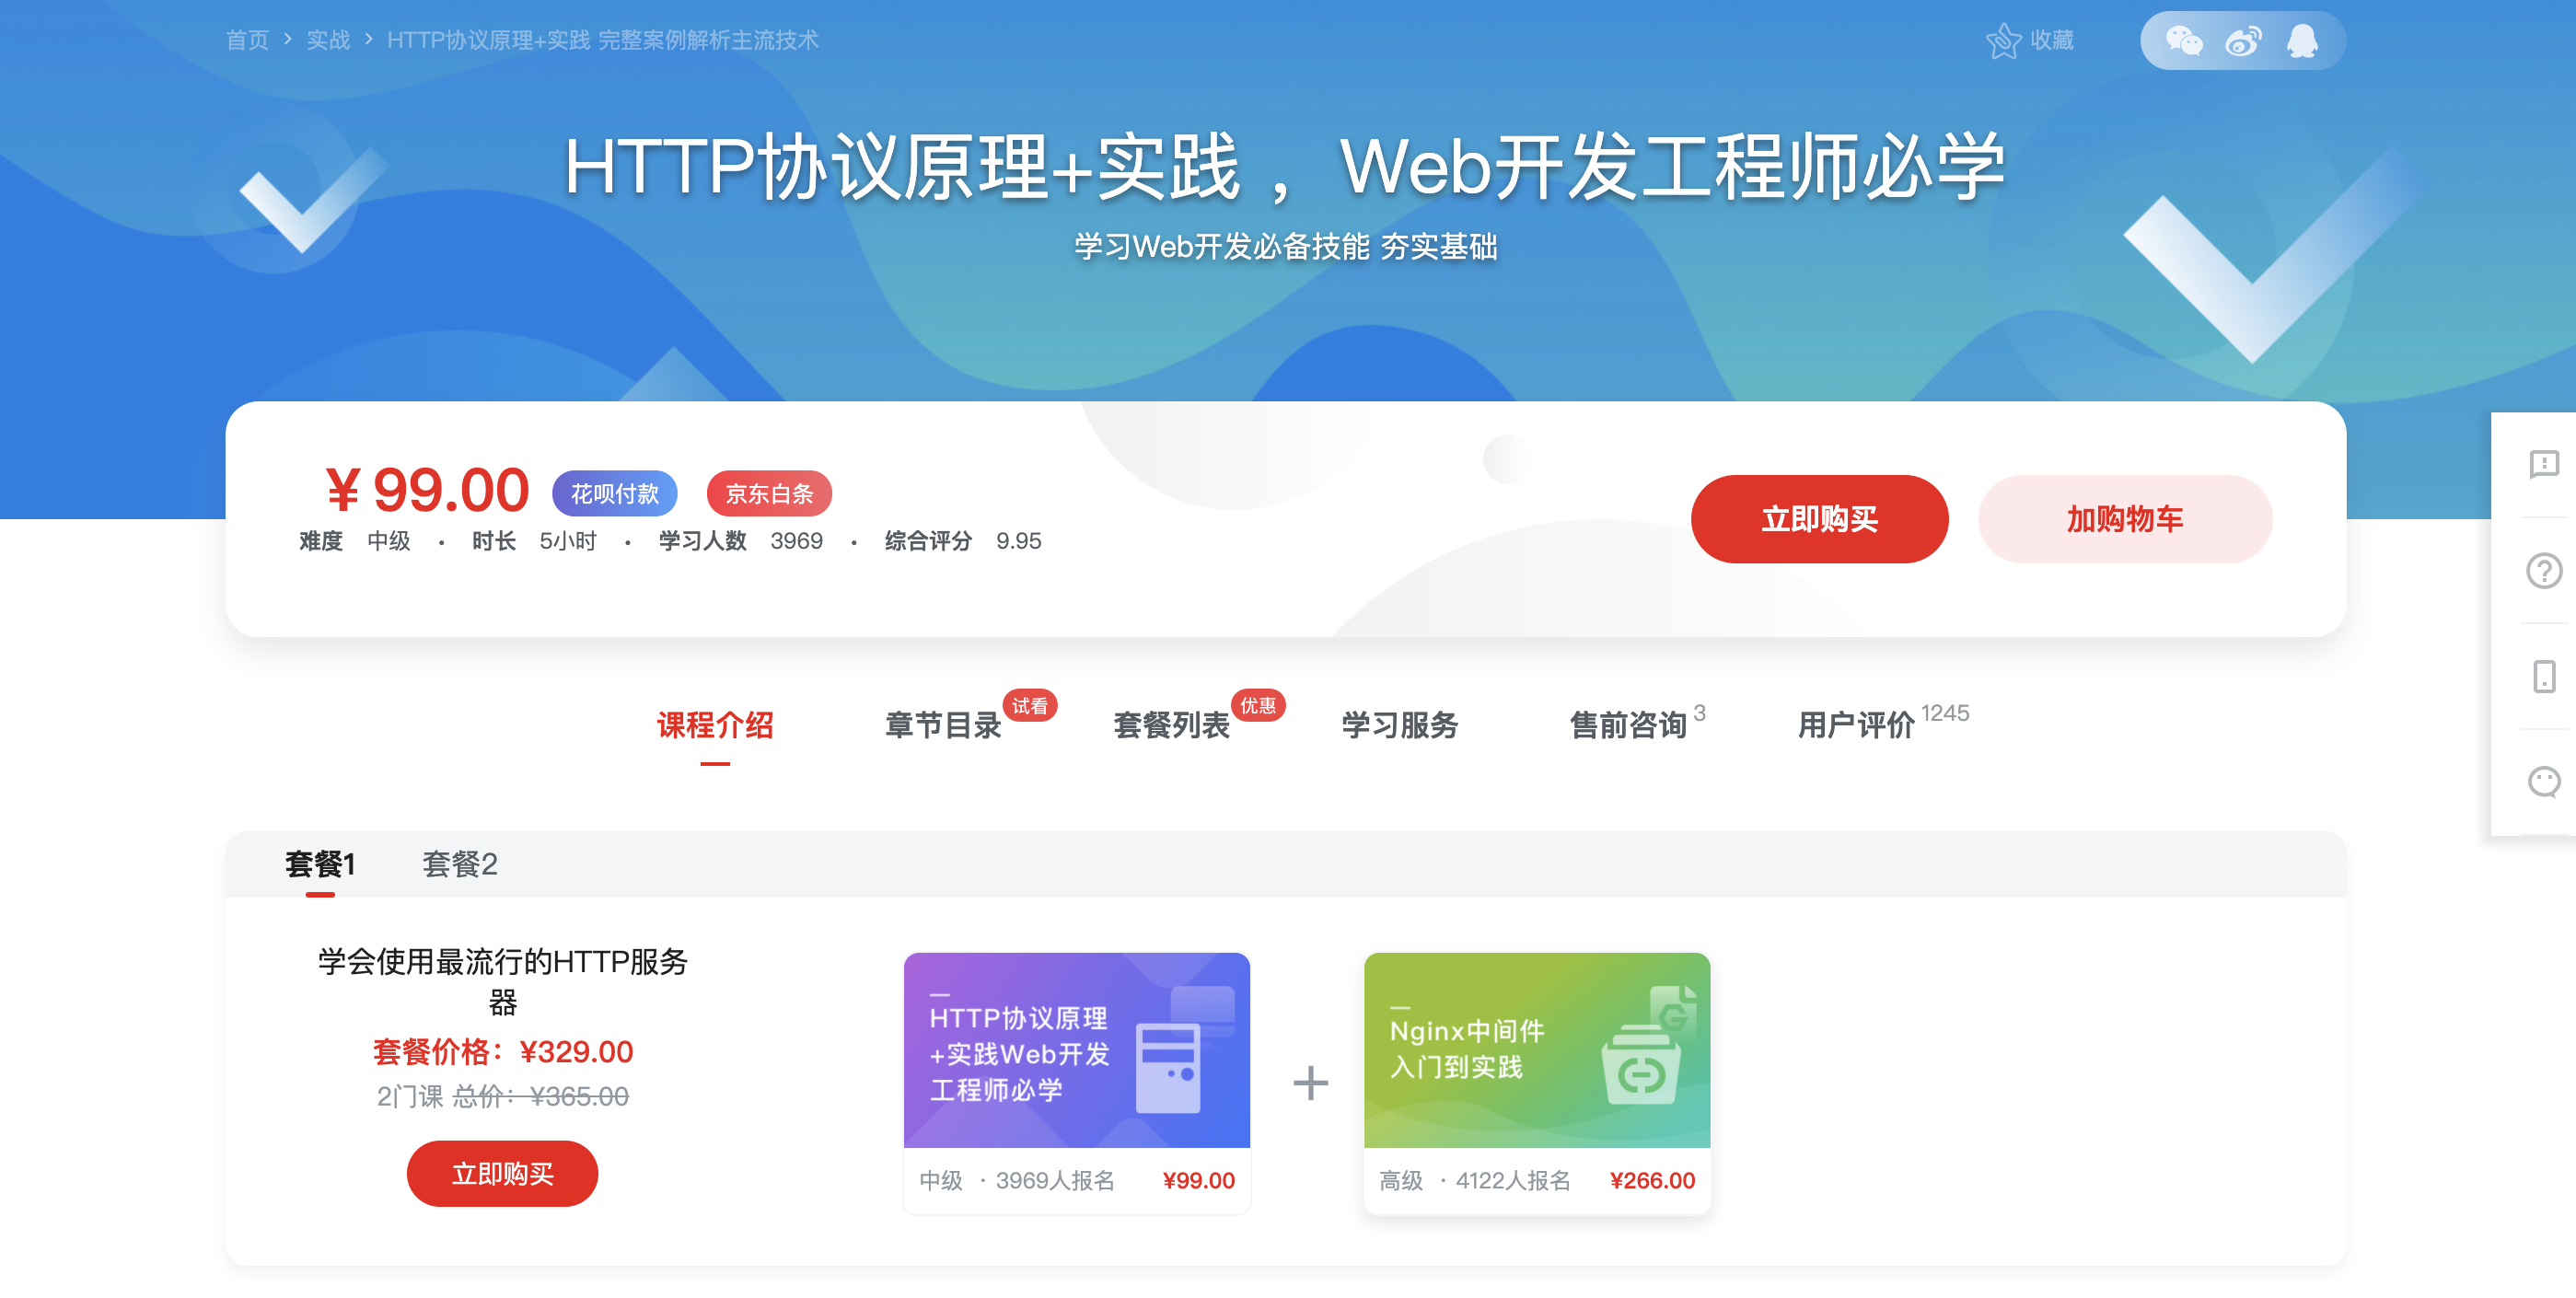 首页 > 实战 > HTTP协议原理+实践 完整案例解析主流技术
收藏
HTTP协议原理+实践 ，Web开发工程师必学
学习Web开发必备技能 夯实基础
¥ 99.00 花呗付款 京东白条
难度 中级 · 时长 5小时 · 学习人数 3969 · 综合评分 9.95
立即购买 加购物车
课程介绍 章节目录 试看 套餐列表 优惠 学习服务 售前咨询 3 用户评价 1245
套餐1 套餐2
学会使用最流行的HTTP服务
器
套餐价格：¥329.00
2门课 总价：¥365.00
立即购买
HTTP协议原理
+实践Web开发
工程师必学
中级 · 3969人报名 ¥99.00
+
Nginx中间件
入门到实践
高级 · 4122人报名 ¥266.00